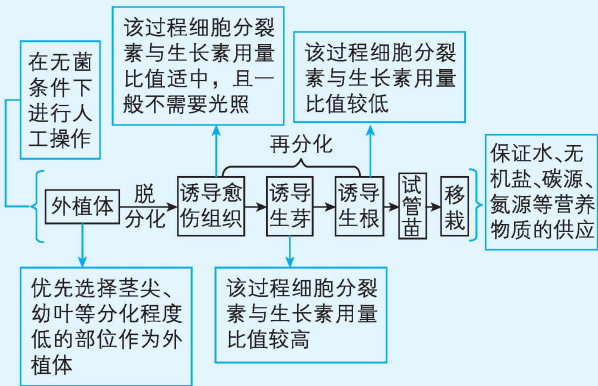 在无菌
条件下
进行人
工操作
该过程细胞分裂
素与生长素用量
比值适中，且一
般不需要光照
该过程细胞分裂
素与生长素用量
比值较低
再分化
外植体
脱
分化
诱导愈
伤组织
诱导
生芽
诱导
生根
试管苗
移栽
保证水、无
机盐、碳源、
氮源等营养
物质的供应
优先选择茎尖、
幼叶等分化程度
低的部位作为外
植体
该过程细胞分裂
素与生长素用量
比值较高